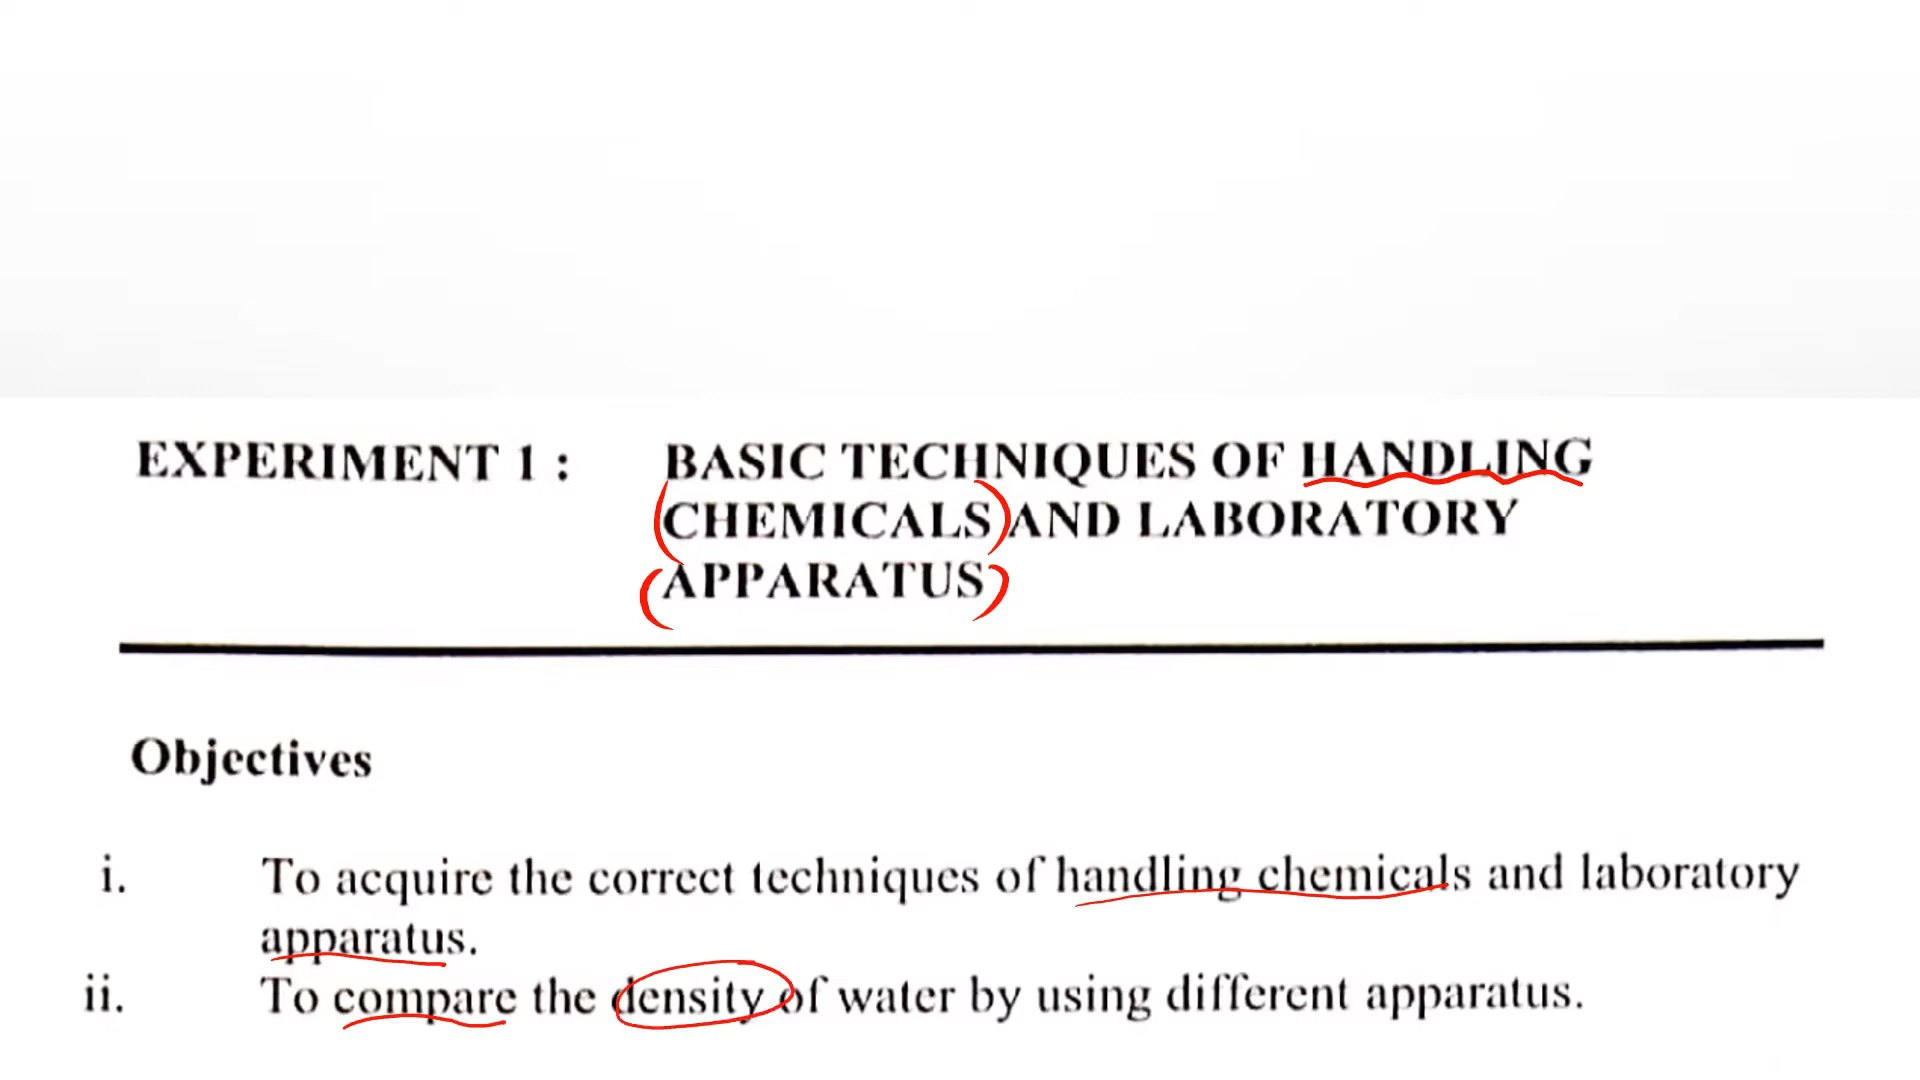 EXPERIMENT 1 : BASIC TECHNIQUES OF HANDLING
CHEMICALS AND LABORATORY
APPARATUS
Objectives
i. To acquire the correct techniques of handling chemicals and laboratory
apparatus.
ii. To compare the density of water by using different apparatus.